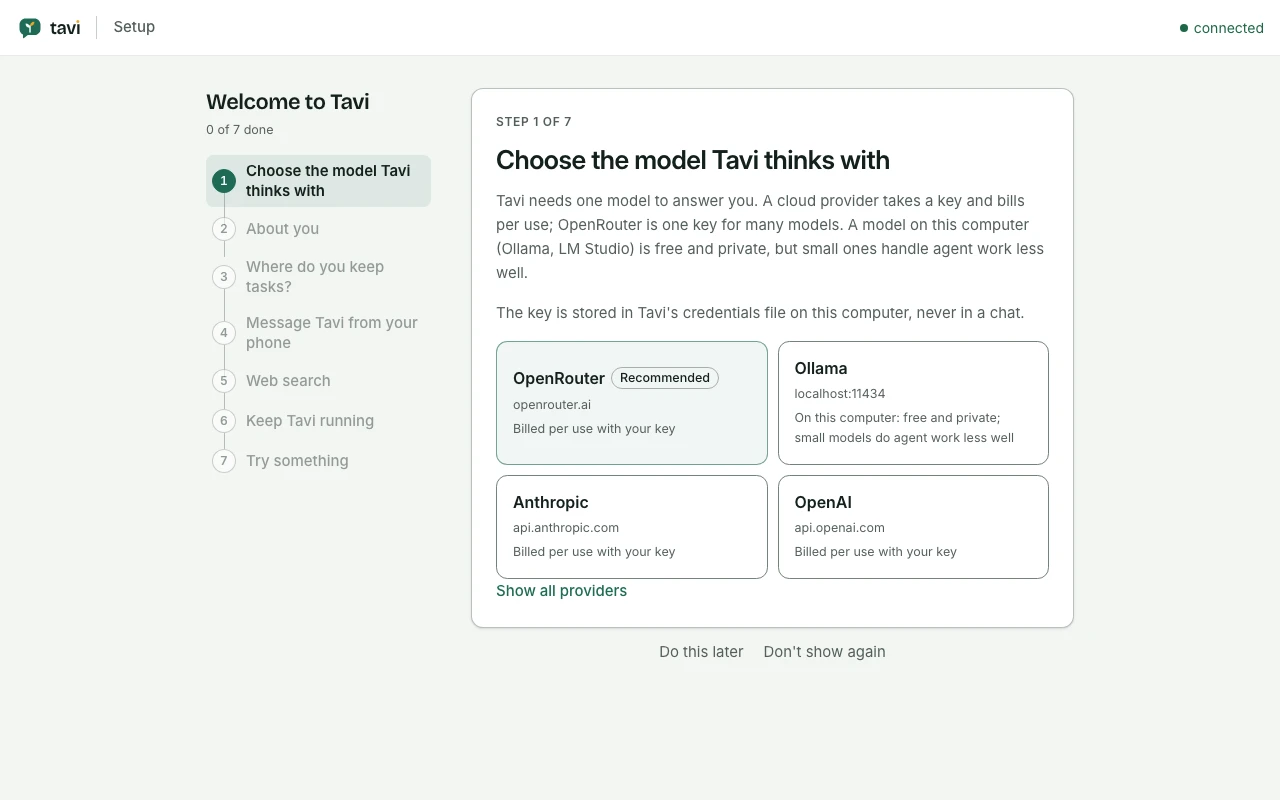 tavi
Setup
connected
Welcome to Tavi
0 of 7 done
1
Choose the model Tavi
thinks with
2
About you
3
Where do you keep
tasks?
4
Message Tavi from your
phone
5
Web search
6
Keep Tavi running
7
Try something
STEP 1 OF 7
Choose the model Tavi thinks with
Tavi needs one model to answer you. A cloud provider takes a key and bills
per use; OpenRouter is one key for many models. A model on this computer
(Ollama, LM Studio) is free and private, but small ones handle agent work less
well.
The key is stored in Tavi's credentials file on this computer, never in a chat.
OpenRouter Recommended
openrouter.ai
Billed per use with your key
Ollama
localhost:11434
On this computer: free and private;
small models do agent work less well
Anthropic
api.anthropic.com
Billed per use with your key
OpenAI
api.openai.com
Billed per use with your key
Show all providers
Do this later
Don't show again